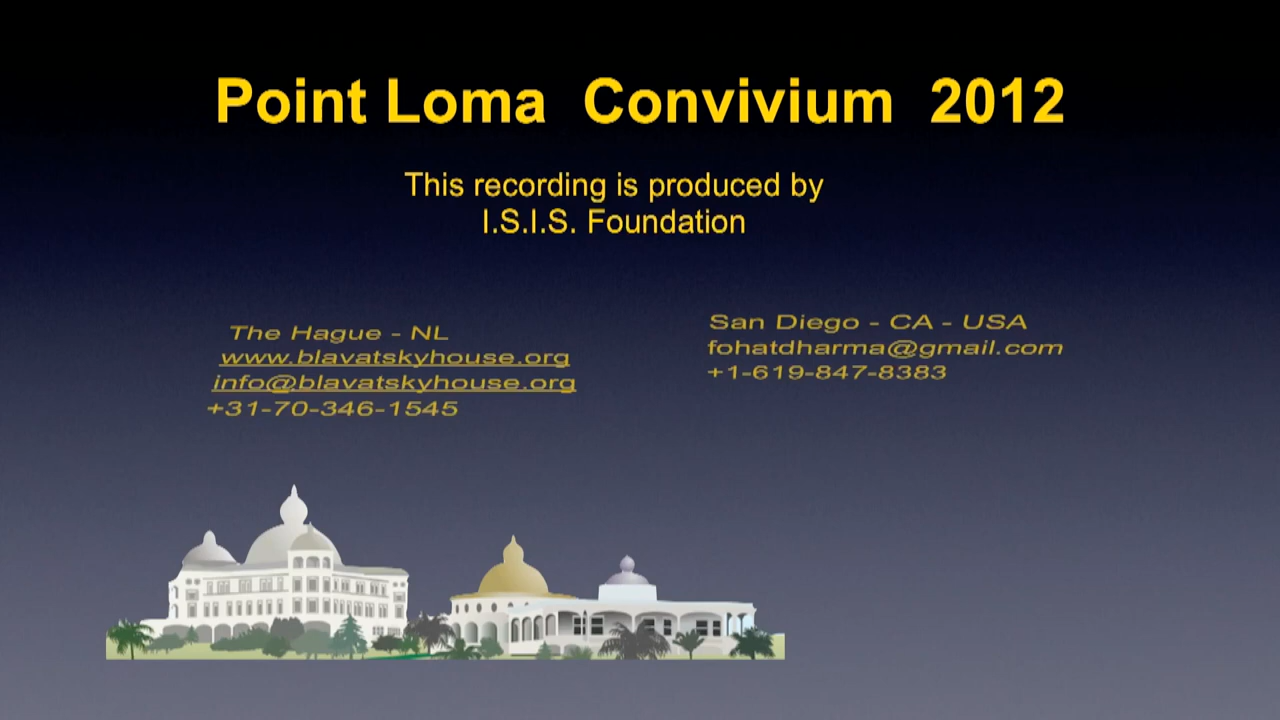 Point Loma Convivium 2012
This recording is produced by
I.S.I.S. Foundation
The Hague - NL
www.blavatskyhouse.org
info@blavatskyhouse.org
+31-70-346-1545
San Diego - CA - USA
fohatdharma@gmail.com
+1-619-847-8383